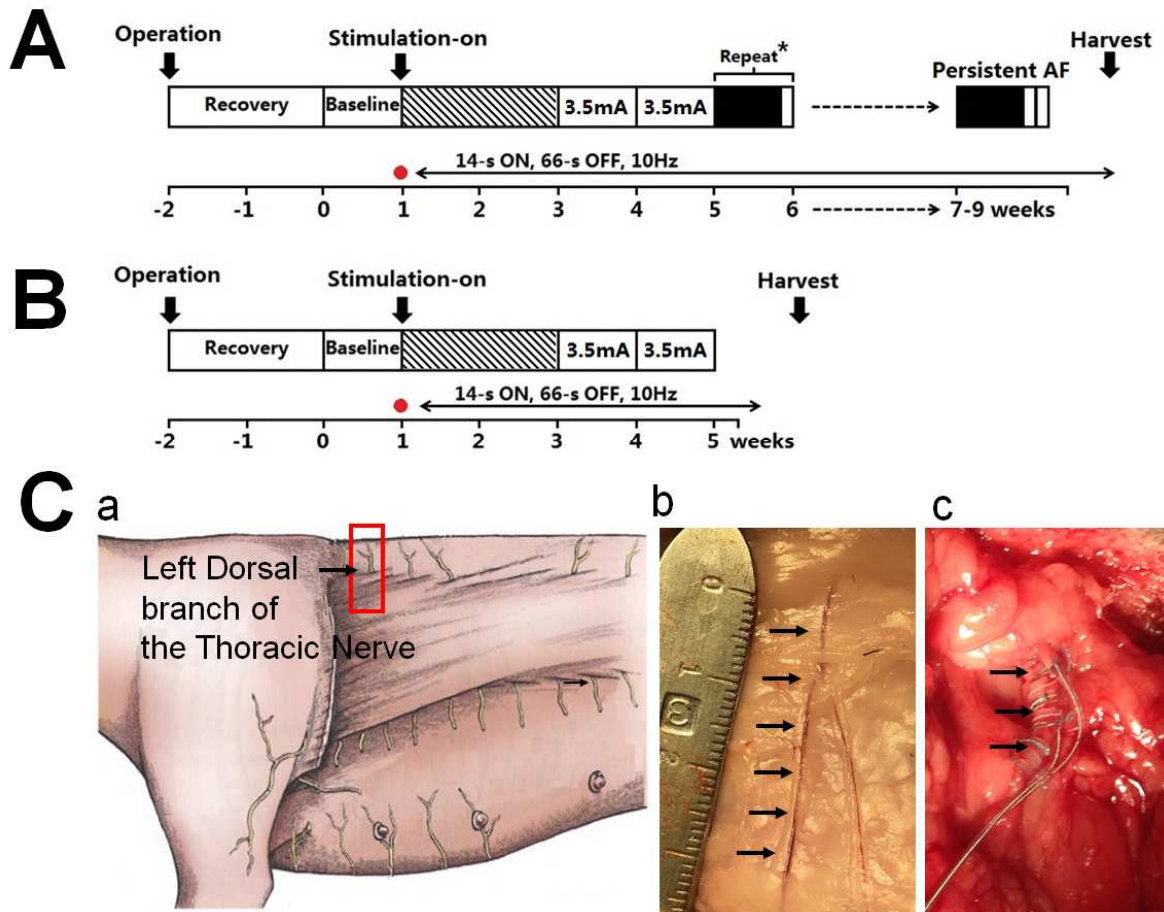 A
Operation
Stimulation-on
Repeat*
Persistent AF
Harvest
Recovery
Baseline
3.5mA
3.5mA
14-s ON, 66-s OFF, 10Hz
-2 -1 0 1 2 3 4 5 6 7-9 weeks
B
Operation
Stimulation-on
Harvest
Recovery
Baseline
3.5mA
3.5mA
14-s ON, 66-s OFF, 10Hz
-2 -1 0 1 2 3 4 5 weeks
C
a
Left Dorsal
branch of
the Thoracic Nerve
b
0
1
c